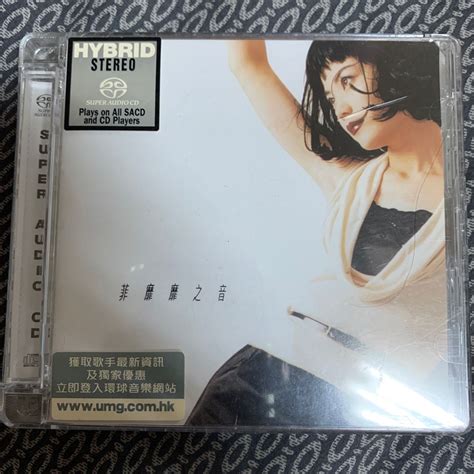 HYBRID
STEREO
SUPER AUDIO CD
Plays on All SACD
and CD Players
SUPER AUDIO CD
菲靡靡之音
獲取歌手最新資訊
及獨家優惠
立即登入環球音樂網站
www.umg.com.hk